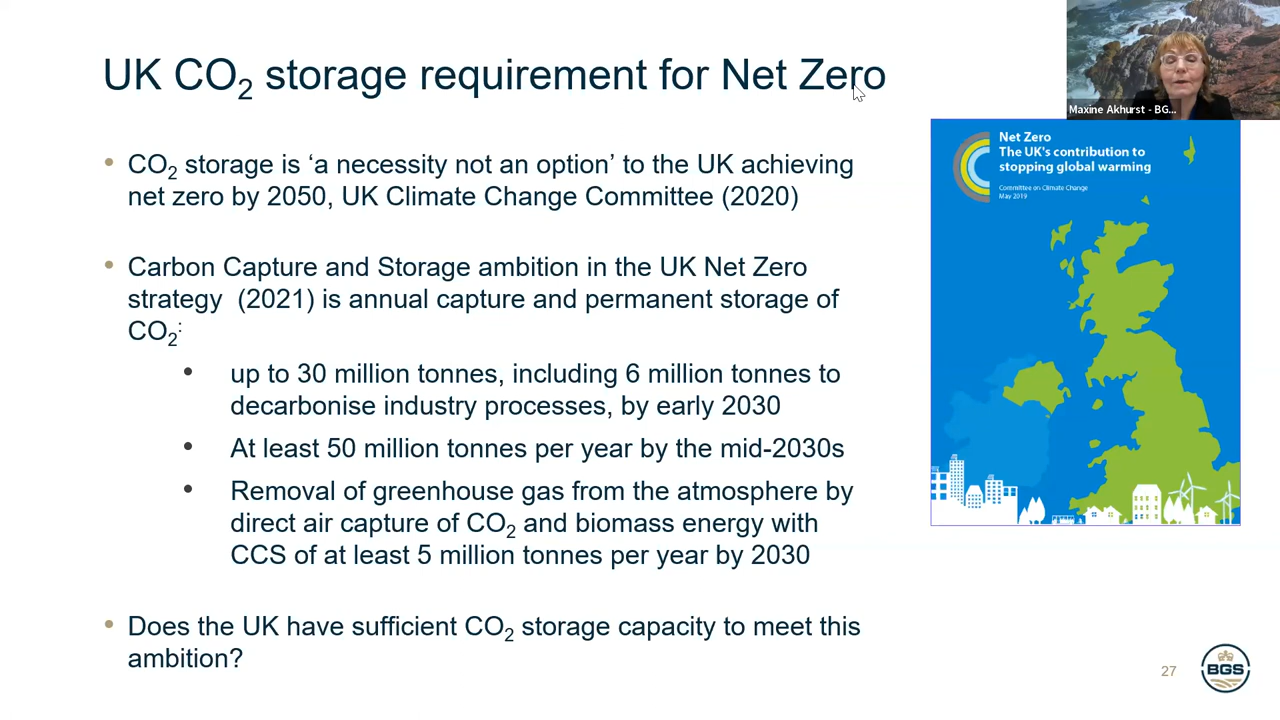 UK CO₂ storage requirement for Net Zero
Maxine Akhurst - BG...
Net Zero
The UK's contribution to
stopping global warming
Committee on Climate Change
May 2019
• CO₂ storage is ‘a necessity not an option’ to the UK achieving
net zero by 2050, UK Climate Change Committee (2020)
• Carbon Capture and Storage ambition in the UK Net Zero
strategy (2021) is annual capture and permanent storage of
CO₂:
• up to 30 million tonnes, including 6 million tonnes to
decarbonise industry processes, by early 2030
• At least 50 million tonnes per year by the mid-2030s
• Removal of greenhouse gas from the atmosphere by
direct air capture of CO₂ and biomass energy with
CCS of at least 5 million tonnes per year by 2030
• Does the UK have sufficient CO₂ storage capacity to meet this
ambition?
27
BGS